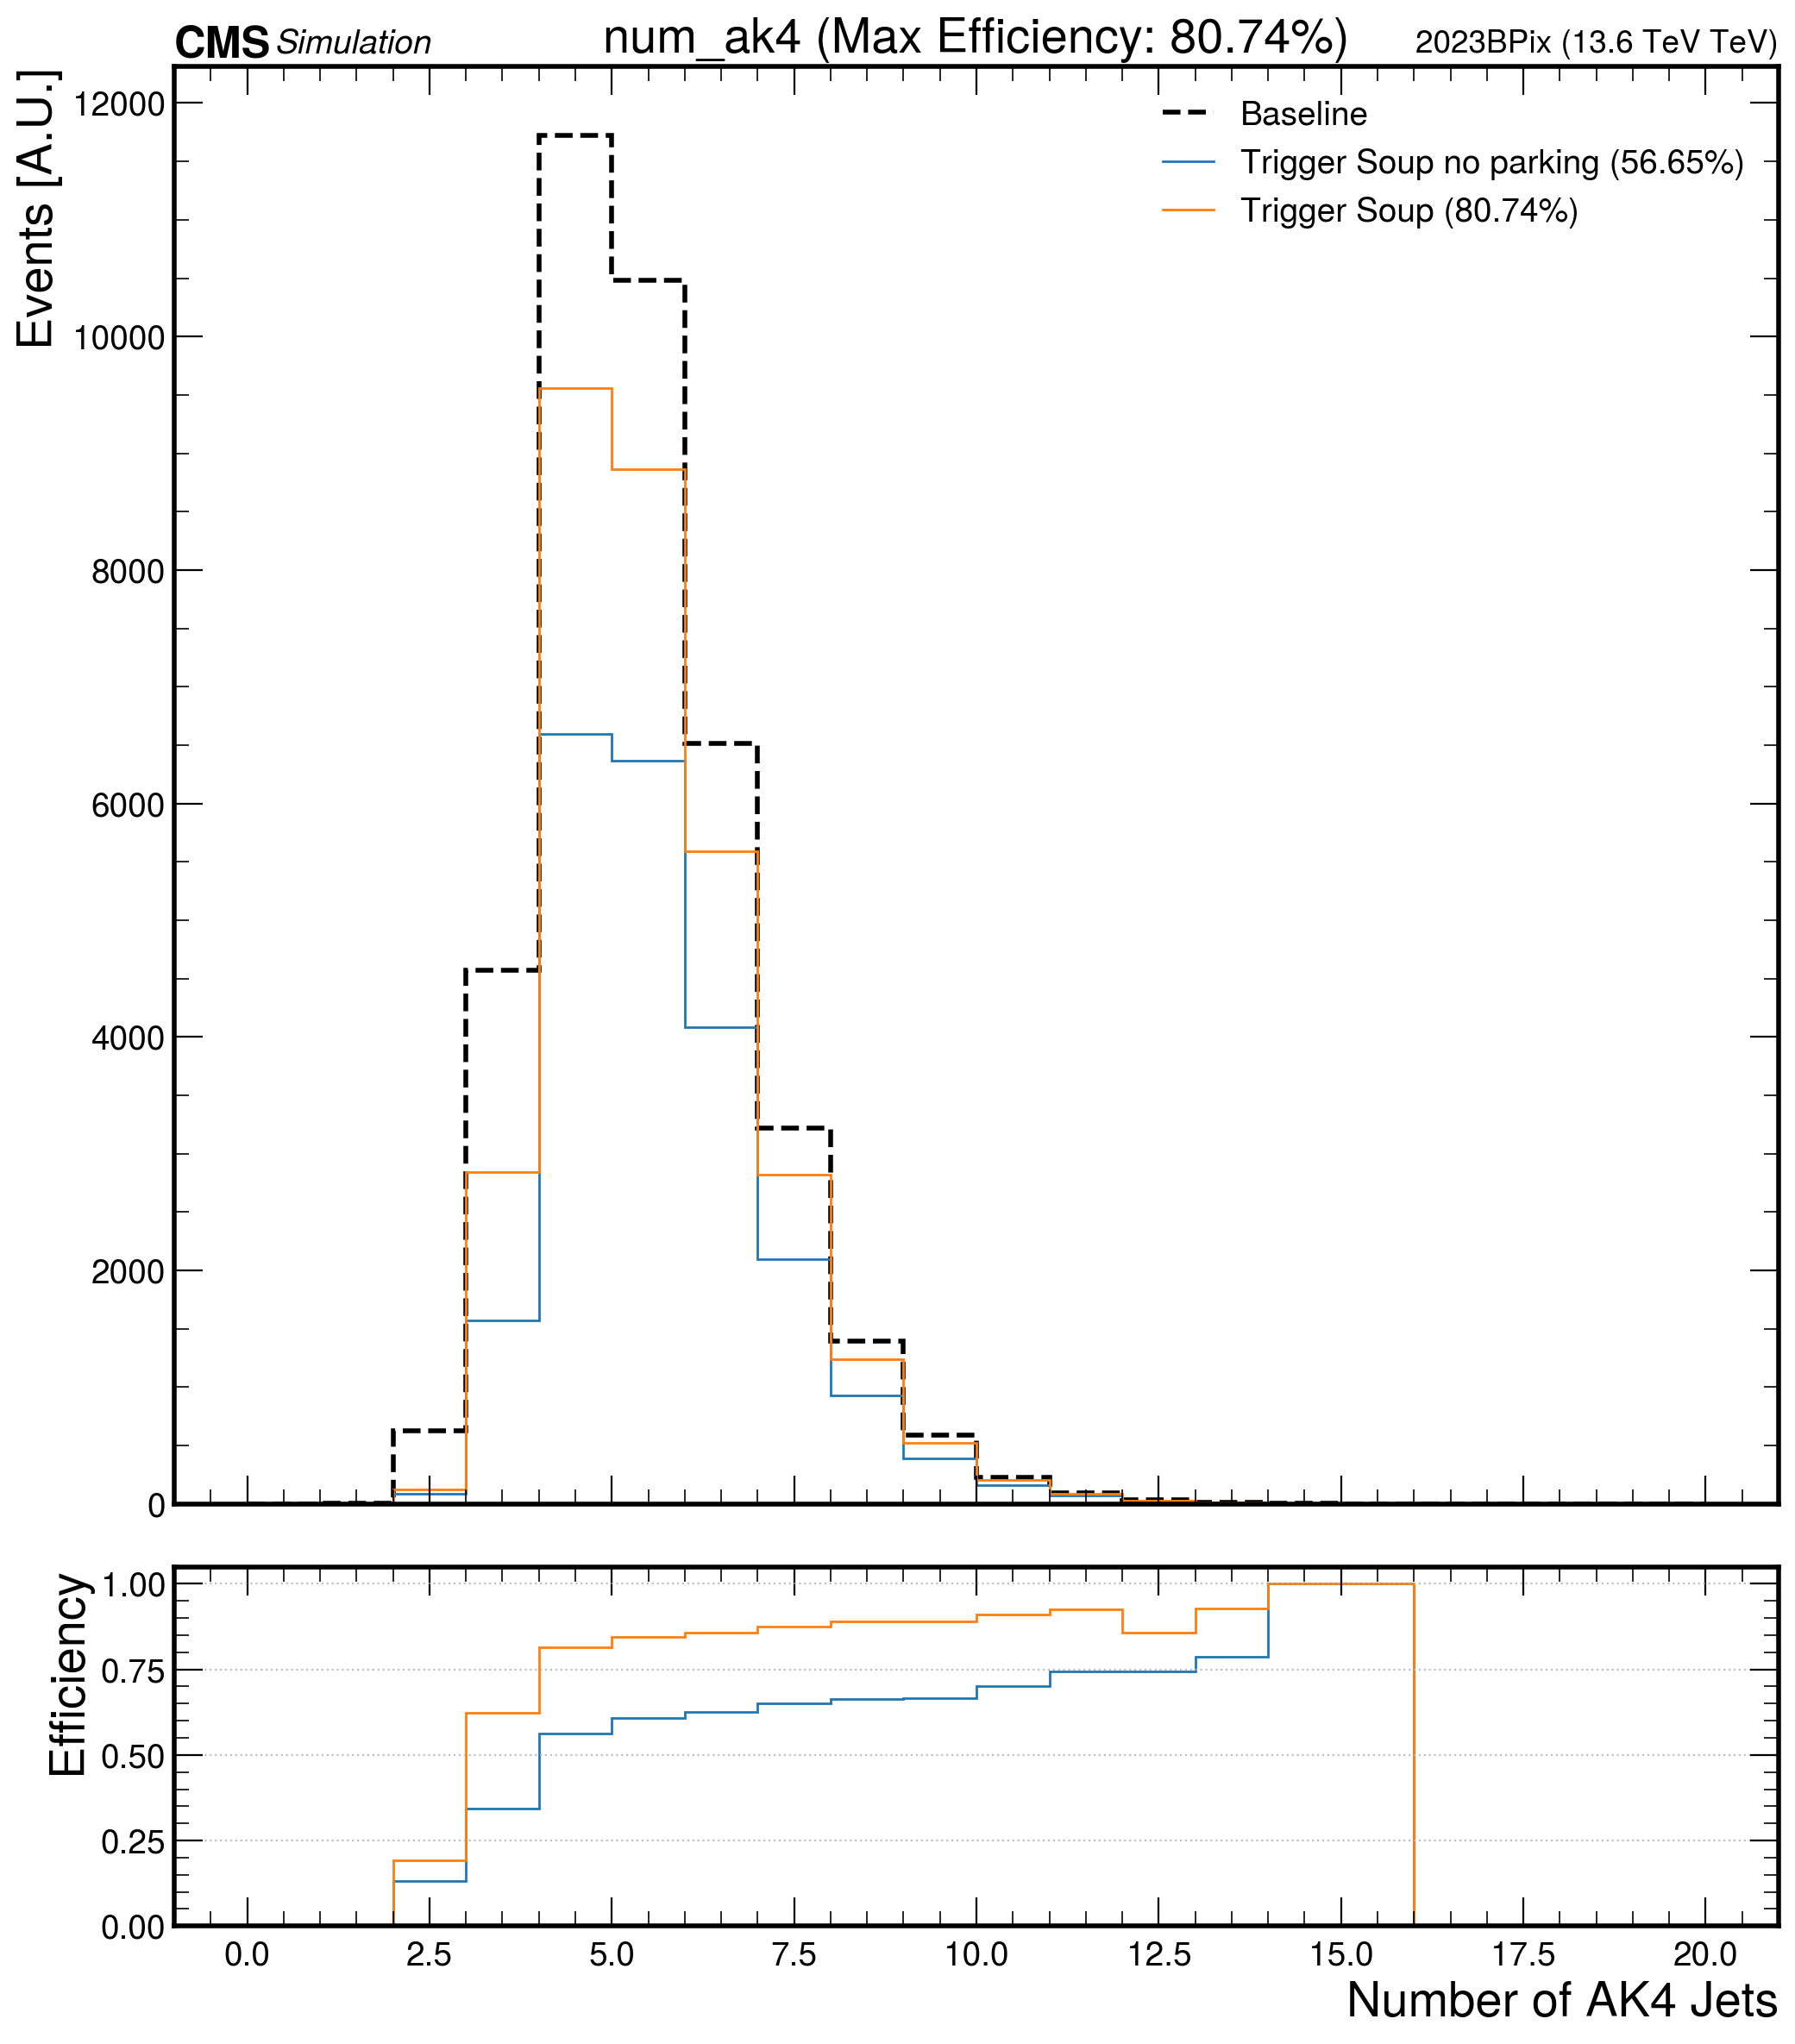 CMS Simulation num_ak4 (Max Efficiency: 80.74%) 2023BPix (13.6 TeV TeV)
Events [A.U.]
12000
10000
8000
6000
4000
2000
0
Baseline
Trigger Soup no parking (56.65%)
Trigger Soup (80.74%)
Efficiency
1.00
0.75
0.50
0.25
0.00
0.0 2.5 5.0 7.5 10.0 12.5 15.0 17.5 20.0
Number of AK4 Jets